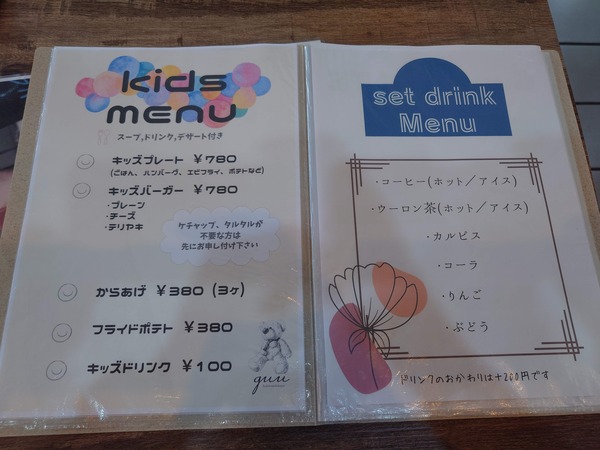 kids
menu
スープ,ドリンク,デザート付き
キッズプレート ￥780
(ごはん、ハンバーグ、エビフライ、ポテトなど)
キッズバーガー ￥780
・プレーン
・チーズ
・テリヤキ
ケチャップ、タルタルが
不要な方は
先にお申し付け下さい
からあげ ￥380 (3ヶ)
フライドポテト ￥380
キッズドリンク ￥100
guu
set drink
Menu
・コーヒー(ホット／アイス)
・ウーロン茶(ホット／アイス)
・カルピス
・コーラ
・りんご
・ぶどう
ドリンクのおかわりは+200円です